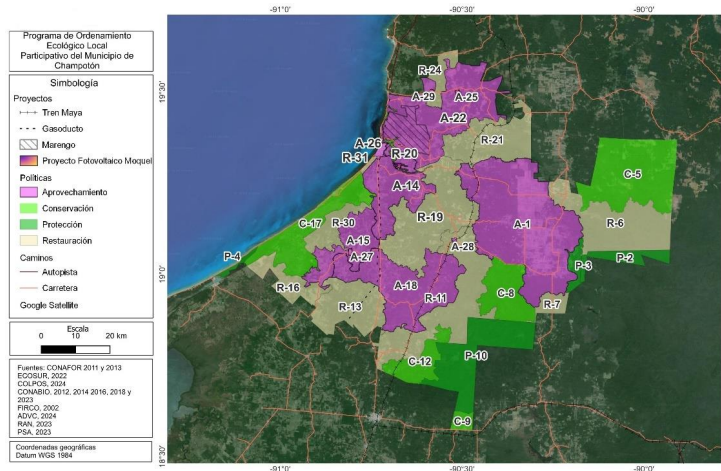 Programa de Ordenamiento
Ecológico Local
Participativo del Municipio de
Champotón
Simbología
Proyectos
Tren Maya
Gasoducto
Marengo
Proyecto Fotovoltaico Moquel
Políticas
Aprovechamiento
Conservación
Protección
Restauración
Caminos
Autopista
Carretera
Google Satellite
Escala
0 10 20 km
Fuentes: CONAFOR 2011 y 2013
ECOSUR, 2022
COLPOS, 2024
CONABIO, 2012, 2014 2016, 2018 y
2023
FIRCO, 2002
ADVC, 2024
RAN, 2023
PSA, 2023
Coordenadas geográficas
Datum WGS 1984
-91°0'
-90°30'
19°30'
19°0'
18°30'
R-24
A-29
A-25
A-22
R-21
A-26
R-31
R-20
A-14
C-5
C-17
R-30
R-19
A-1
R-6
A-15
A-28
P-4
A-27
P-3
P-2
R-16
A-18
R-11
C-8
R-7
R-13
C-12
P-10
C-9
-91°0'
-90°30'